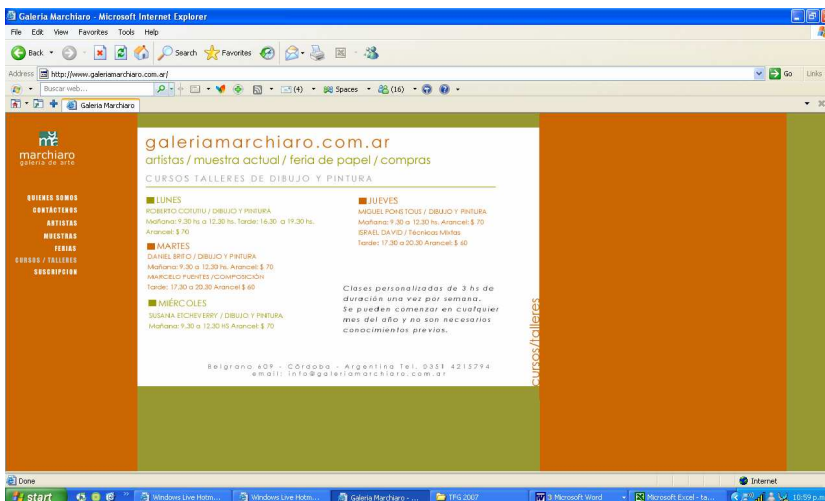 Galeria Marchiaro - Microsoft Internet Explorer
File Edit View Favorites Tools Help
Back Search Favorites
Address http://www.galeriamarchiaro.com.ar/ Go Links
Buscar web... (4) Spaces (16)
Galeria Marchiaro
marchiaro
galeria de arte
QUIENES SOMOS
CONTÁCTENOS
ARTISTAS
MUESTRAS
FERIAS
CURSOS / TALLERES
SUSCRIPCION
galeriamarchiaro.com.ar
artistas / muestra actual / feria de papel / compras
CURSOS TALLERES DE DIBUJO Y PINTURA
LUNES
ROBERTO COTUTIU / DIBUJO Y PINTURA
Mañana: 9.30 hs a 12.30 hs. Tarde: 16.30 a 19.30 hs.
Arancel: $ 70
MARTES
DANIEL BRITO / DIBUJO Y PINTURA
Mañana: 9.30 a 12.30 hs. Arancel: $ 70
MARCELO FUENTES /COMPOSICIÓN
Tarde: 17.30 a 20.30 Arancel $ 60
MIÉRCOLES
SUSANA ETCHEVERRY / DIBUJO Y PINTURA
Mañana: 9.30 a 12.30 HS Arancel: $ 70
JUEVES
MIGUEL PONS TOUS / DIBUJO Y PINTURA
Mañana: 9.30 a 12.30 hs. Arancel: $ 70
ISRAEL DAVID / Técnicas Mixtas
Tarde: 17.30 a 20.30 Arancel: $ 60
Clases personalizadas de 3 hs de
duración una vez por semana.
Se pueden comenzar en cualquier
mes del año y no son necesarios
conocimientos previos.
cursos/talleres
Belgrano 609 - Córdoba - Argentina Tel. 0351 4215794
email: info@galeriamarchiaro.com.ar
Done Internet
start Windows Live Hotm... Windows Live Hotm... Galeria Marchiaro - ... TFG 2007 3 Microsoft Word Microsoft Excel - ta... 10:59 p.m.